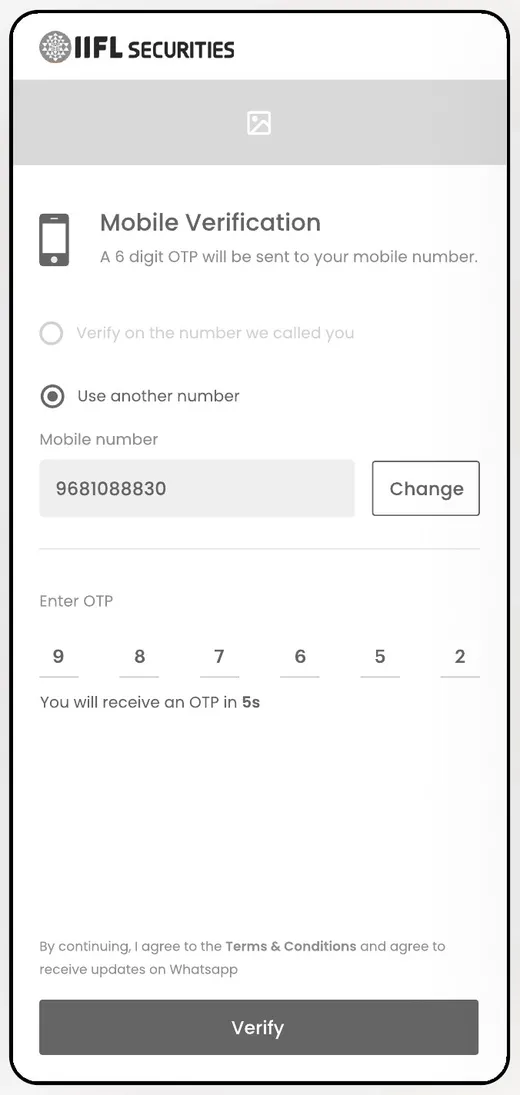 IIFL SECURITIES
Mobile Verification
A 6 digit OTP will be sent to your mobile number.
Verify on the number we called you
Use another number
Mobile number
9681088830 Change
Enter OTP
9 8 7 6 5 2
You will receive an OTP in 5s
By continuing, I agree to the Terms & Conditions and agree to
receive updates on Whatsapp
Verify